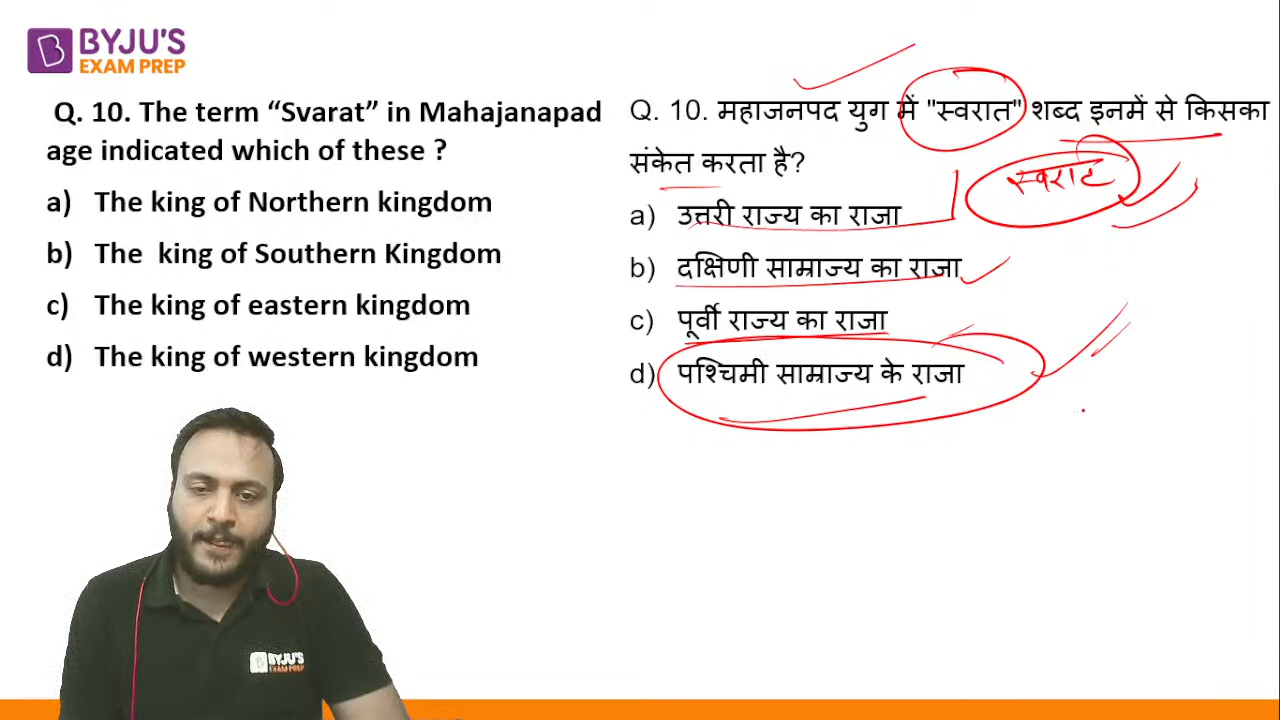 BYJU'S
EXAM PREP
Q. 10. The term “Svarat” in Mahajanapad
age indicated which of these ?
a) The king of Northern kingdom
b) The king of Southern Kingdom
c) The king of eastern kingdom
d) The king of western kingdom
Q. 10. महाजनपद युग में "स्वरात" शब्द इनमें से किसका
संकेत करता है?
स्वराट
a) उत्तरी राज्य का राजा
b) दक्षिणी साम्राज्य का राजा
c) पूर्वी राज्य का राजा
d) पश्चिमी साम्राज्य के राजा
BYJU'S
EXAM PREP